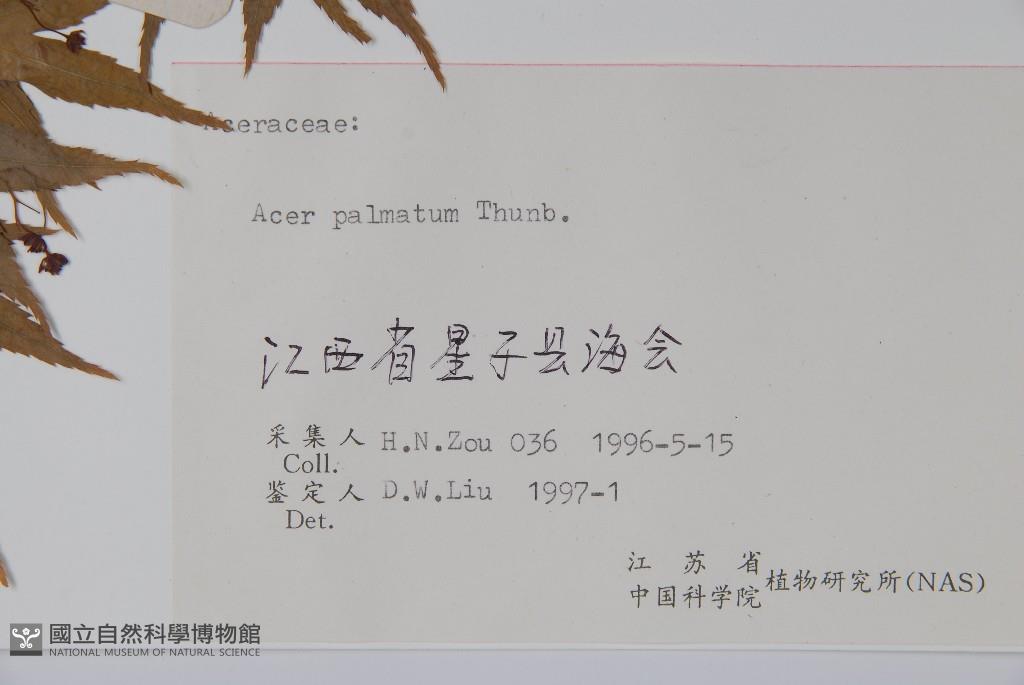 Aceraceae:
Acer palmatum Thunb.
江西省星子县海会
采集人 H.N.Zou 036 1996-5-15
Coll.
鉴定人 D.W.Liu 1997-1
Det.
江苏省
中国科学院 植物研究所(NAS)
國立自然科學博物館
NATIONAL MUSEUM OF NATURAL SCIENCE